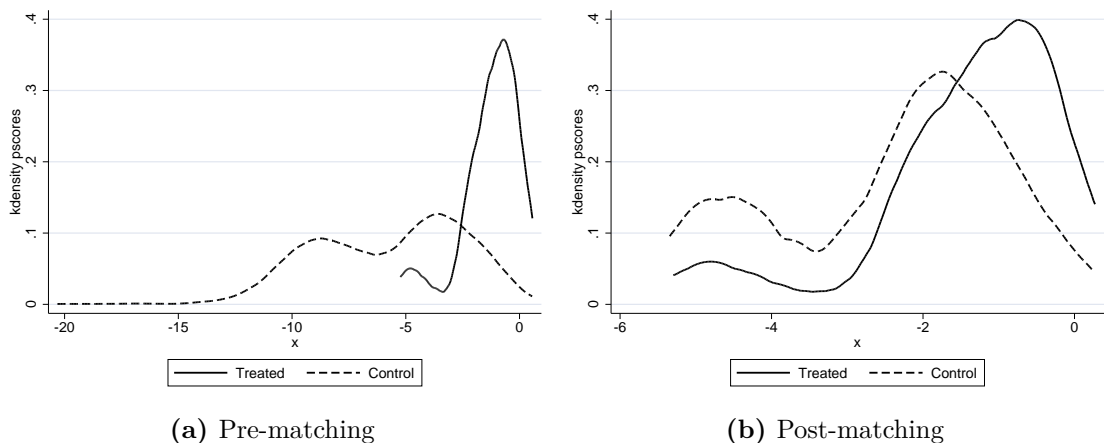 .4
.3
.2
.1
0
kdensity pscores
-20 -15 -10 -5 0
x
Treated Control
(a) Pre-matching
.4
.3
.2
.1
0
kdensity pscores
-6 -4 -2 0
x
Treated Control
(b) Post-matching